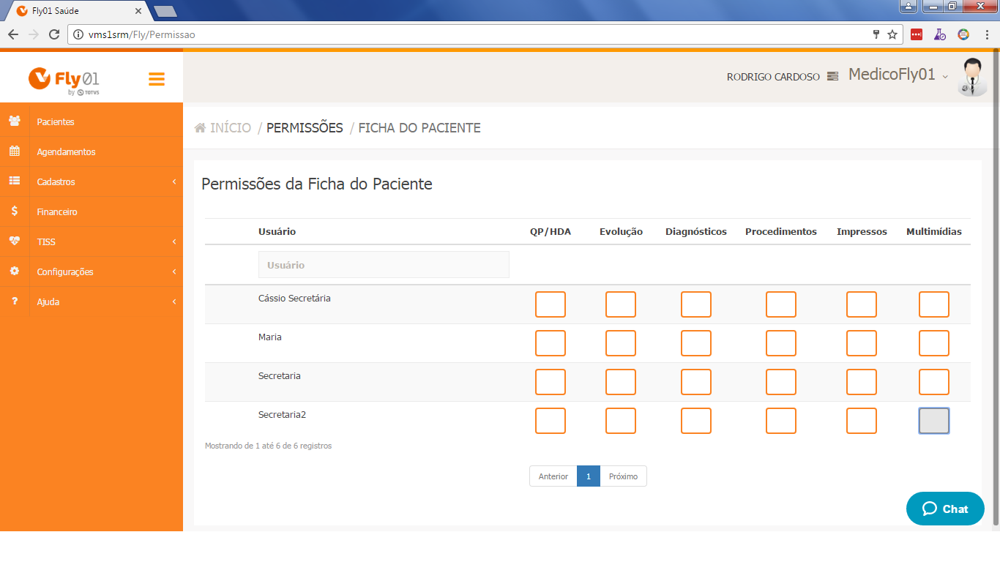 Fly01 Saúde
vms1srm/Fly/Permissao
Fly01
by TOTVS
RODRIGO CARDOSO MedicoFly01
Pacientes
Agendamentos
Cadastros
Financeiro
TISS
Configurações
Ajuda
INÍCIO / PERMISSÕES / FICHA DO PACIENTE
Permissões da Ficha do Paciente
Usuário QP/HDA Evolução Diagnósticos Procedimentos Impressos Multimídias
Usuário
Cássio Secretária
Maria
Secretaria
Secretaria2
Mostrando de 1 até 6 de 6 registros
Anterior 1 Próximo
Chat